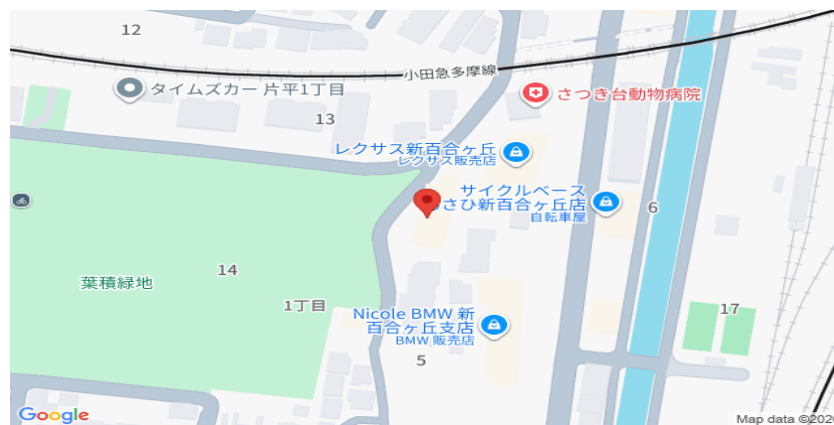 12
小田急多摩線
タイムズカー 片平1丁目
さつき台動物病院
13
レクサス新百合ヶ丘
レクサス販売店
サイクルベース
さひ新百合ヶ丘店
自転車屋
6
14
葉積緑地
1丁目
17
Nicole BMW 新
百合ヶ丘支店
BMW 販売店
5
Google
Map data ©202